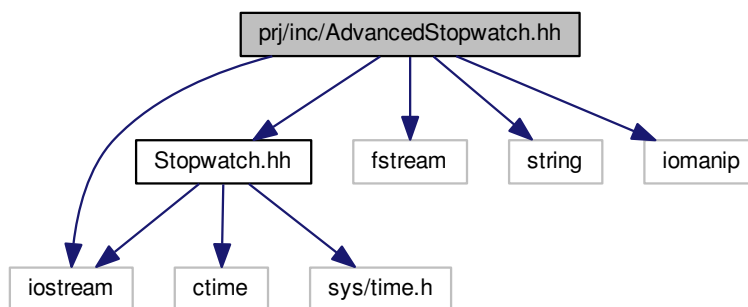 prj/inc/AdvancedStopwatch.hh
Stopwatch.hh
fstream
string
iomanip
iostream
ctime
sys/time.h